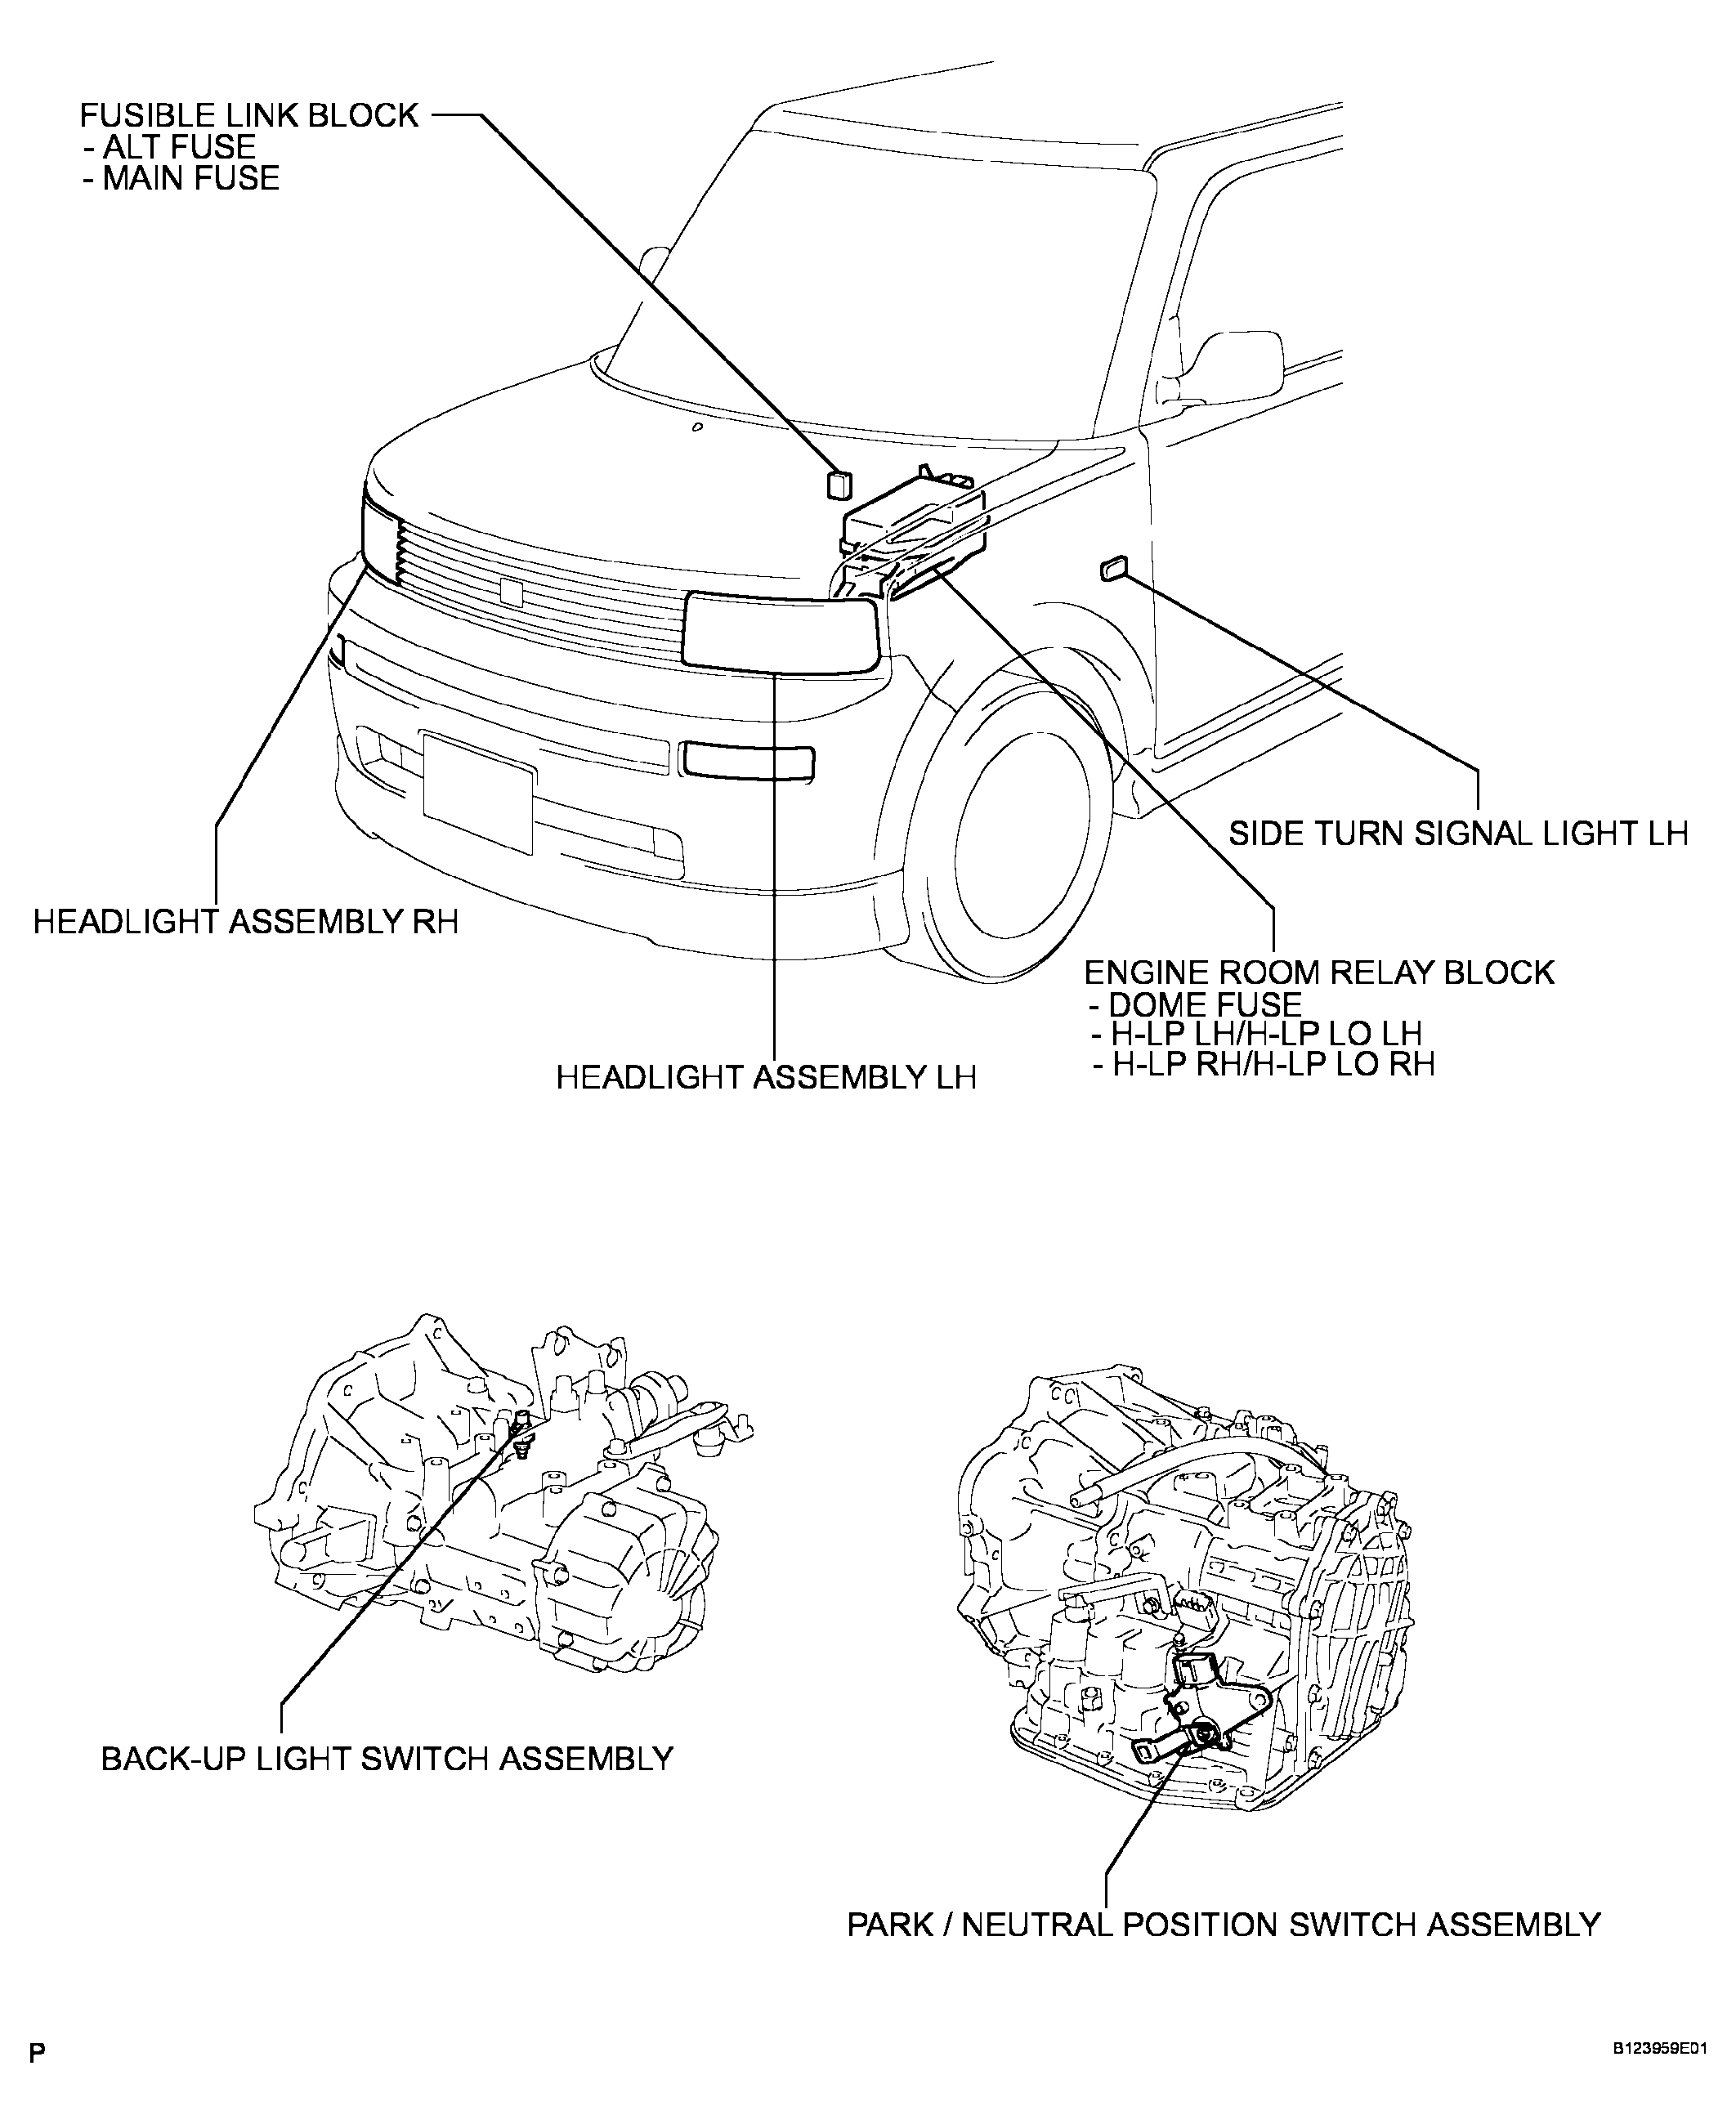 FUSIBLE LINK BLOCK
- ALT FUSE
- MAIN FUSE
SIDE TURN SIGNAL LIGHT LH
HEADLIGHT ASSEMBLY RH
ENGINE ROOM RELAY BLOCK
- DOME FUSE
- H-LP LH/H-LP LO LH
- H-LP RH/H-LP LO RH
HEADLIGHT ASSEMBLY LH
BACK-UP LIGHT SWITCH ASSEMBLY
PARK / NEUTRAL POSITION SWITCH ASSEMBLY
P
B123959E01